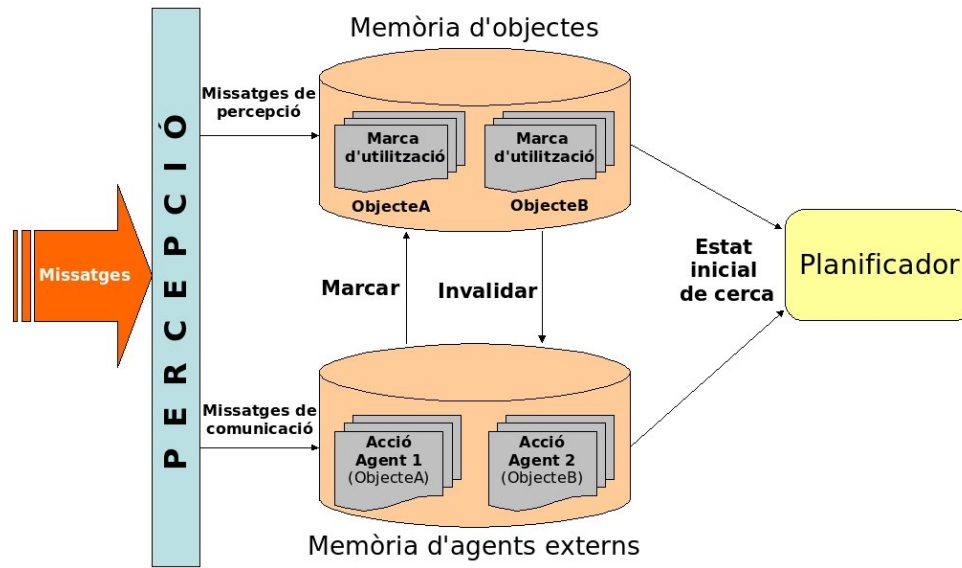 Memòria d'objectes
Missatges
PERCEPCIÓ
Missatges de
percepció
Marca
d'utilització
ObjecteA
Marca
d'utilització
ObjecteB
Marcar
Invalidar
Estat
inicial
de cerca
Planificador
Missatges de
comunicació
Acció
Agent 1
(ObjecteA)
Acció
Agent 2
(ObjecteB)
Memòria d'agents externs